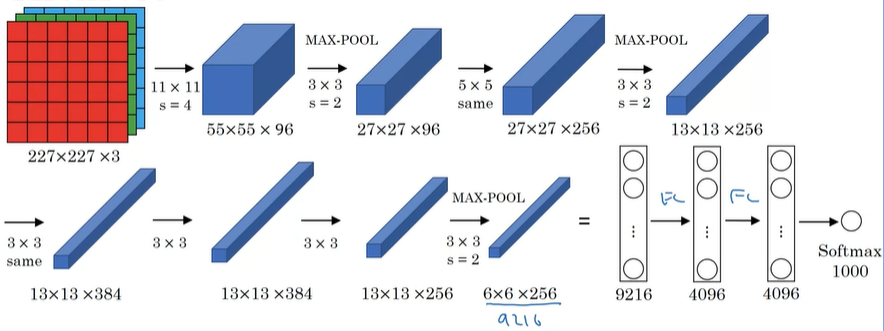 MAX-POOL
MAX-POOL
11 × 11
s = 4
3 × 3
s = 2
5 × 5
same
3 × 3
s = 2
227×227 ×3
55×55 × 96
27×27 ×96
27×27 ×256
13×13 ×256
MAX-POOL
=
FC
FC
3 × 3
same
3 × 3
3 × 3
3 × 3
s = 2
Softmax
1000
13×13 ×384
13×13 ×384
13×13 ×256
6×6 ×256
9216
4096
4096
9216